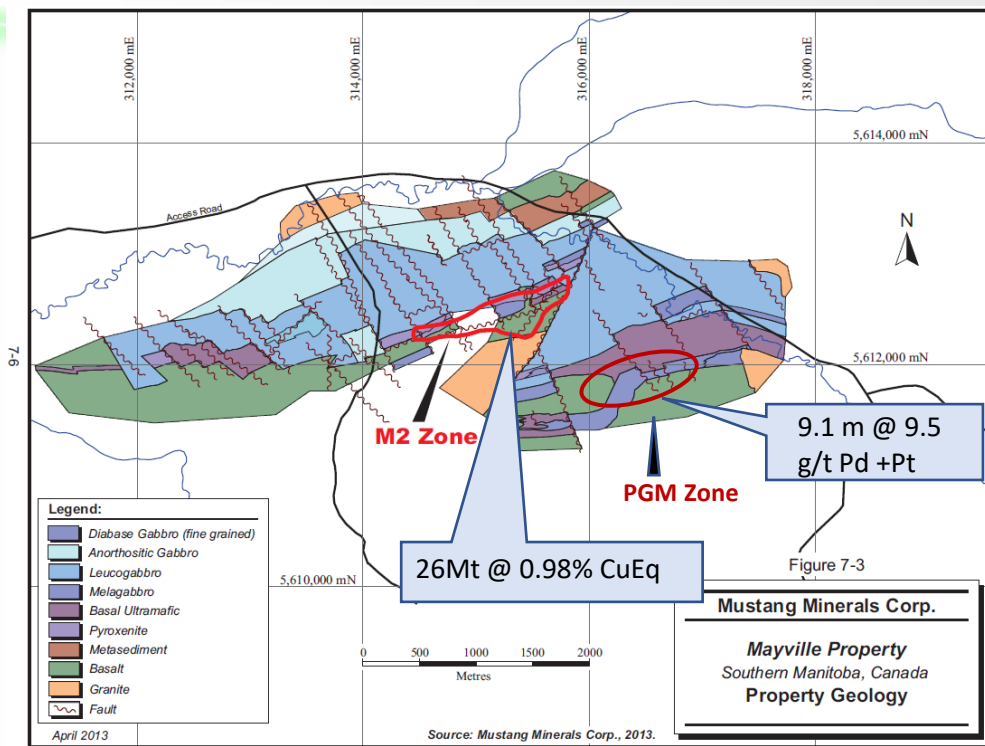 312,000 mE
314,000 mE
316,000 mE
318,000 mE
5,614,000 mN
Access Road
N
7-6
5,612,000 mN
M2 Zone
9.1 m @ 9.5
g/t Pd +Pt
PGM Zone
Legend:
Diabase Gabbro (fine grained)
Anorthositic Gabbro
Leucogabbro
Melagabbro
Basal Ultramafic
Pyroxenite
Metasediment
Basalt
Granite
Fault
26Mt @ 0.98% CuEq
5,610,000 mN
Figure 7-3
Mustang Minerals Corp.
Mayville Property
Southern Manitoba, Canada
Property Geology
0 500 1000 1500 2000
Metres
April 2013
Source: Mustang Minerals Corp., 2013.